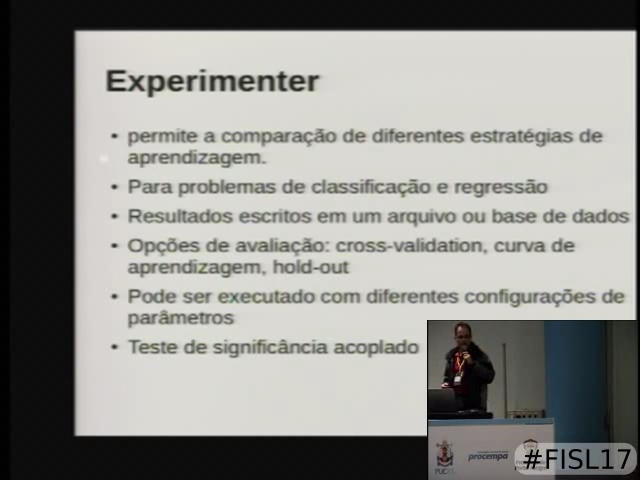 Experimenter
• permite a comparação de diferentes estratégias de
aprendizagem.
• Para problemas de classificação e regressão
• Resultados escritos em um arquivo ou base de dados
• Opções de avaliação: cross-validation, curva de
aprendizagem, hold-out
• Pode ser executado com diferentes configurações de
parâmetros
• Teste de significância acoplado
procempa
#FISL17